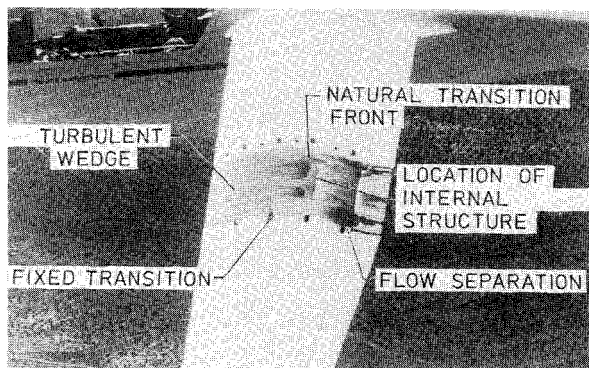 NATURAL TRANSITION
FRONT
TURBULENT
WEDGE
LOCATION OF
INTERNAL
STRUCTURE
FIXED TRANSITION
FLOW SEPARATION